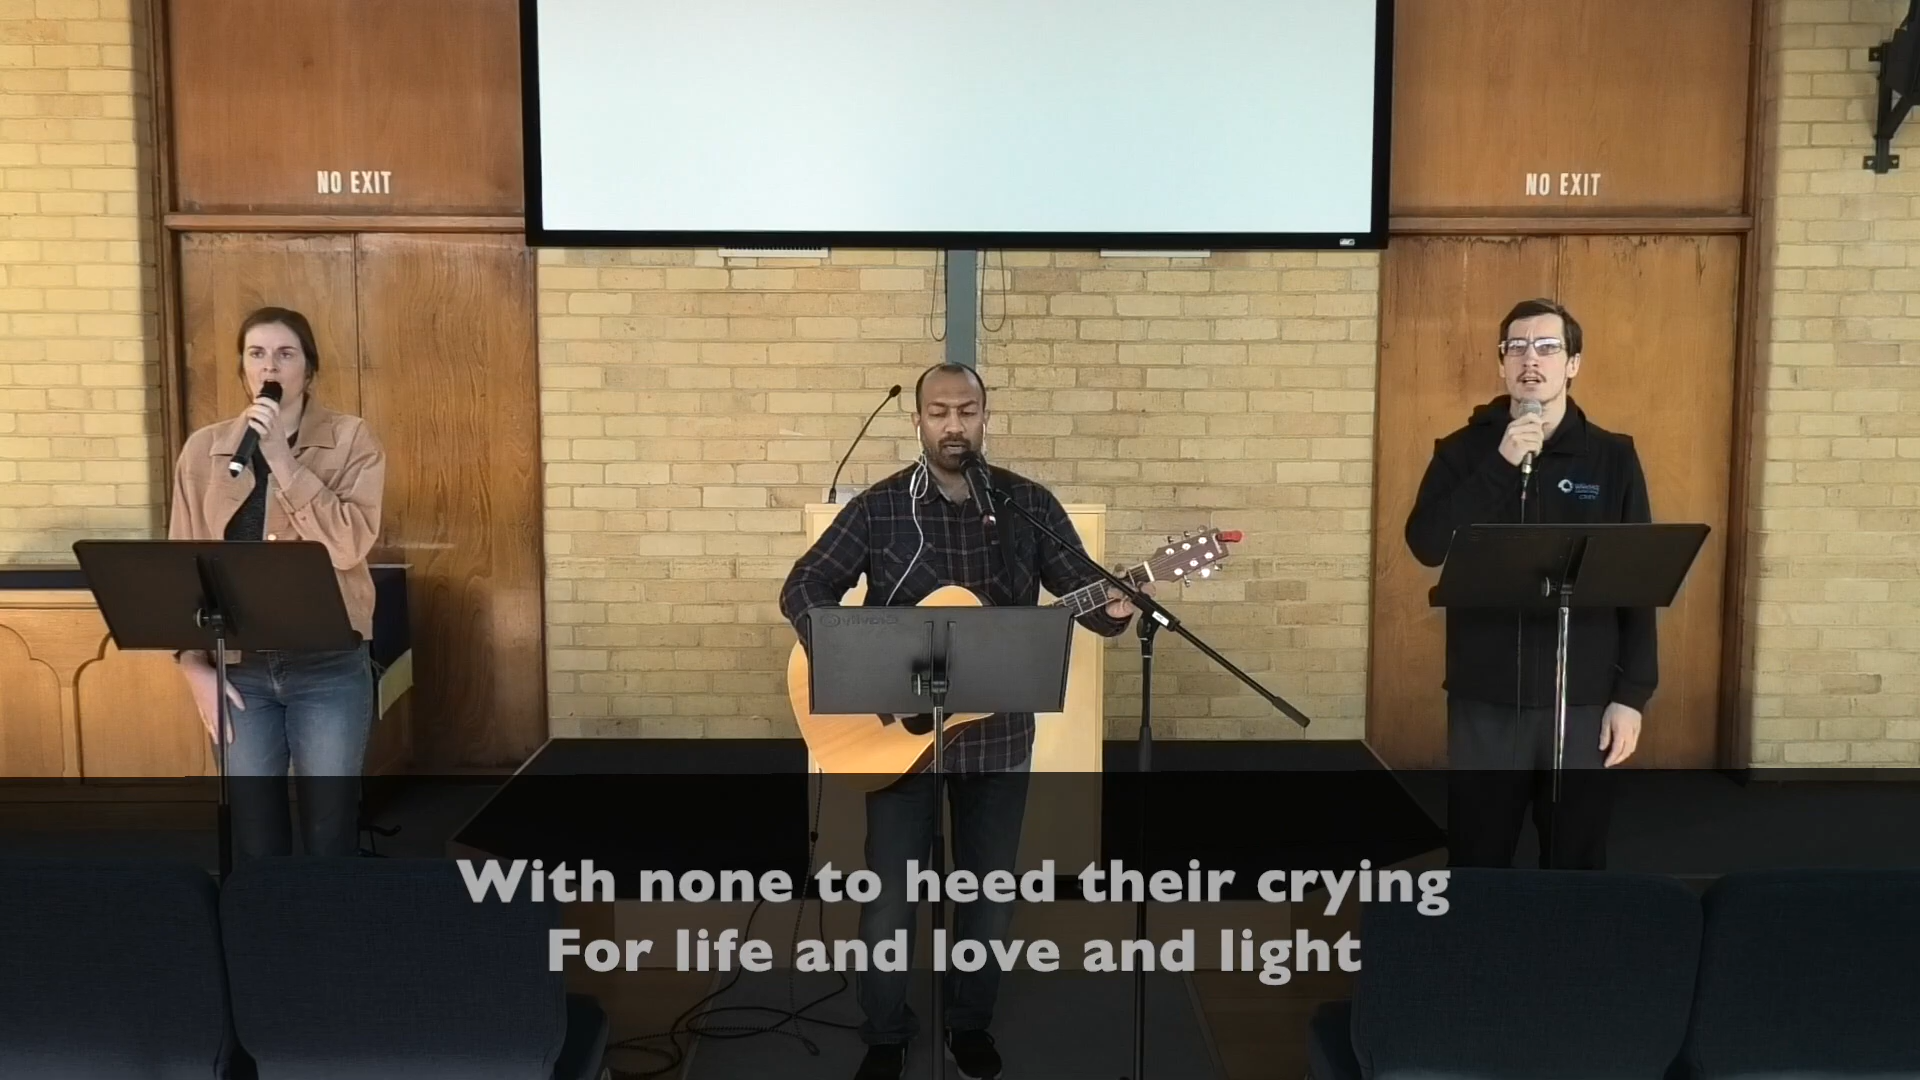 NO EXIT
NO EXIT
With none to heed their crying
For life and love and light